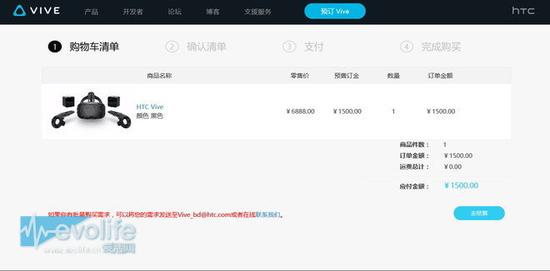 VIVE 产品 开发者 论坛 博客 支援服务 预订 Vive htc
1 购物车清单 2 确认清单 3 支付 4 完成购买
商品名称 零售价 预售订金 数量 订单金额
HTC Vive
颜色 黑色
¥6888.00 ¥1500.00 1 ¥1500.00
商品件数： 1
订单金额： ¥1500.00
运费总计： ¥0.00
应付金额： ¥1500.00
如果你有批量购买需求，可以将您的需求发送至Vive_bd@htc.com或者在线联系我们。
去结算
evolife
evolife.cn 爱活网